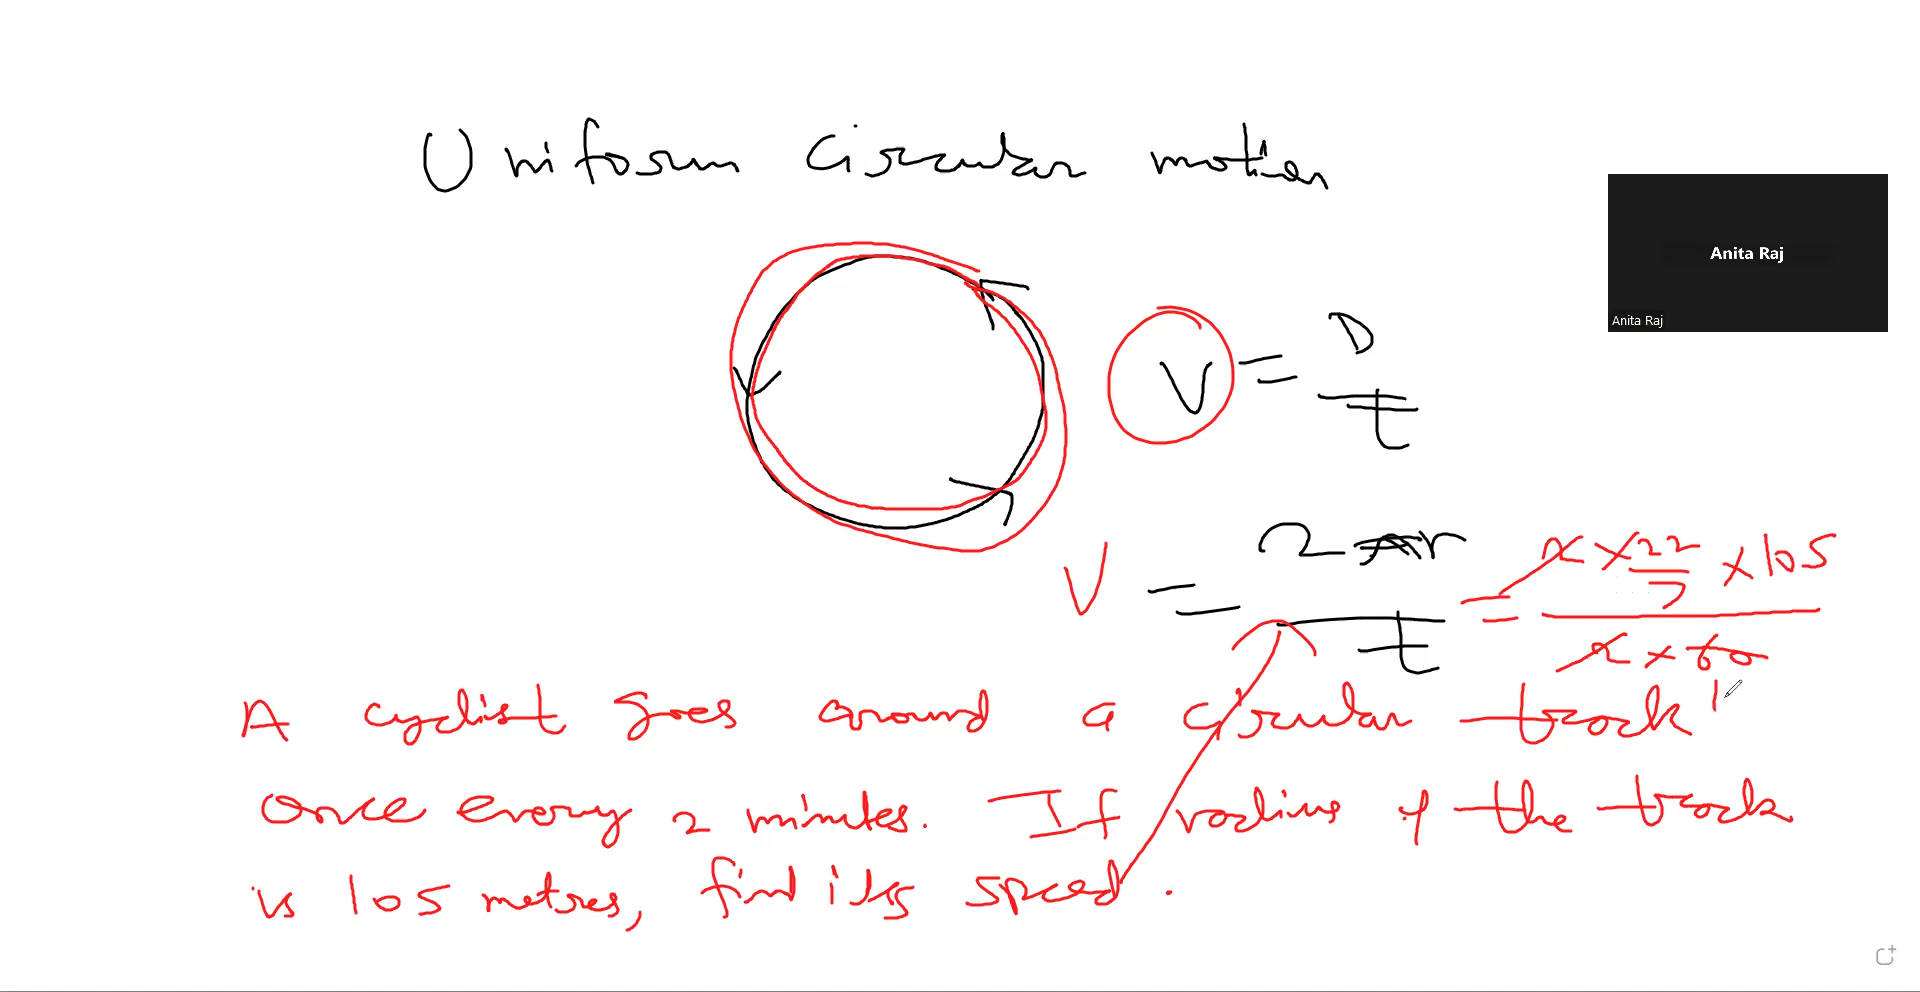 Uniform circular motion
Anita Raj
Anita Raj
V = D/t
V = 2πr/t = 2 × 22/7 × 105 / 2 × 60
1
A cyclist goes around a circular track
once every 2 minutes. If radius of the track
is 105 metres, find its speed.